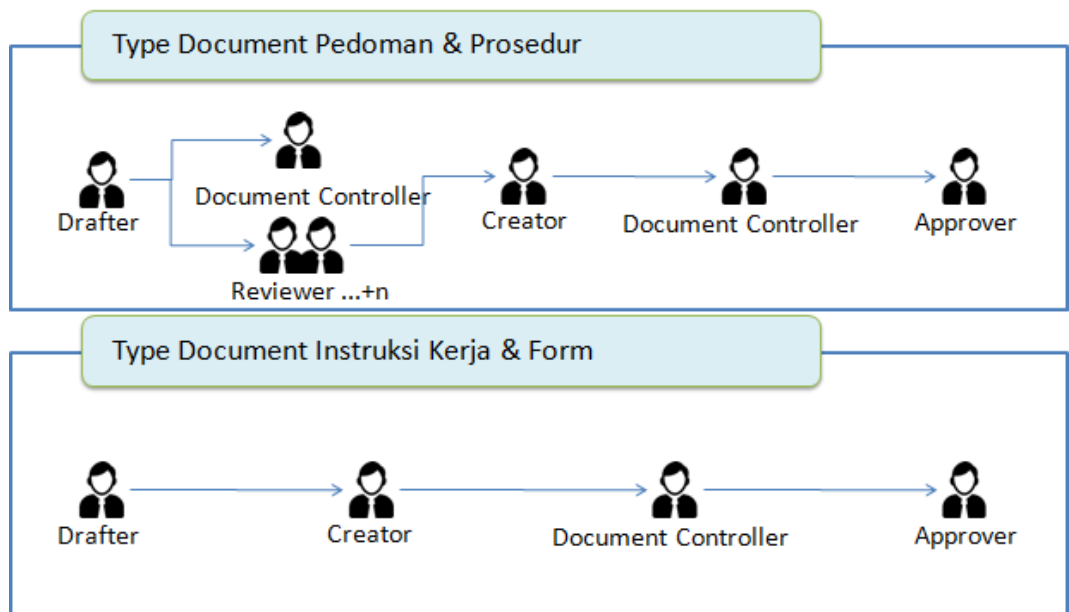 Type Document Pedoman & Prosedur
Drafter
Document Controller
Reviewer ...+n
Creator
Document Controller
Approver
Type Document Instruksi Kerja & Form
Drafter
Creator
Document Controller
Approver